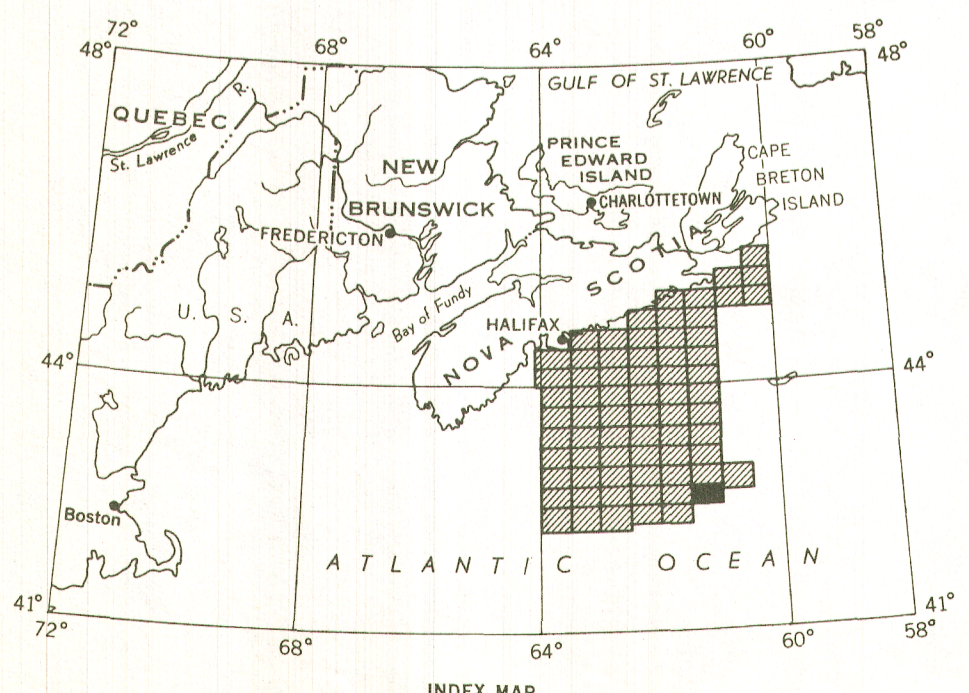 72°
68°
64°
60°
58°
48°
48°
GULF OF ST. LAWRENCE
QUEBEC
R.
St. Lawrence
PRINCE
EDWARD
ISLAND
CHARLOTTETOWN
CAPE
BRETON
ISLAND
NEW
BRUNSWICK
FREDERICTON
U. S. A.
Bay of Fundy
NOVA SCOTIA
HALIFAX
44°
44°
Boston
ATLANTIC OCEAN
41°
41°
72°
68°
64°
60°
58°
INDEX MAP